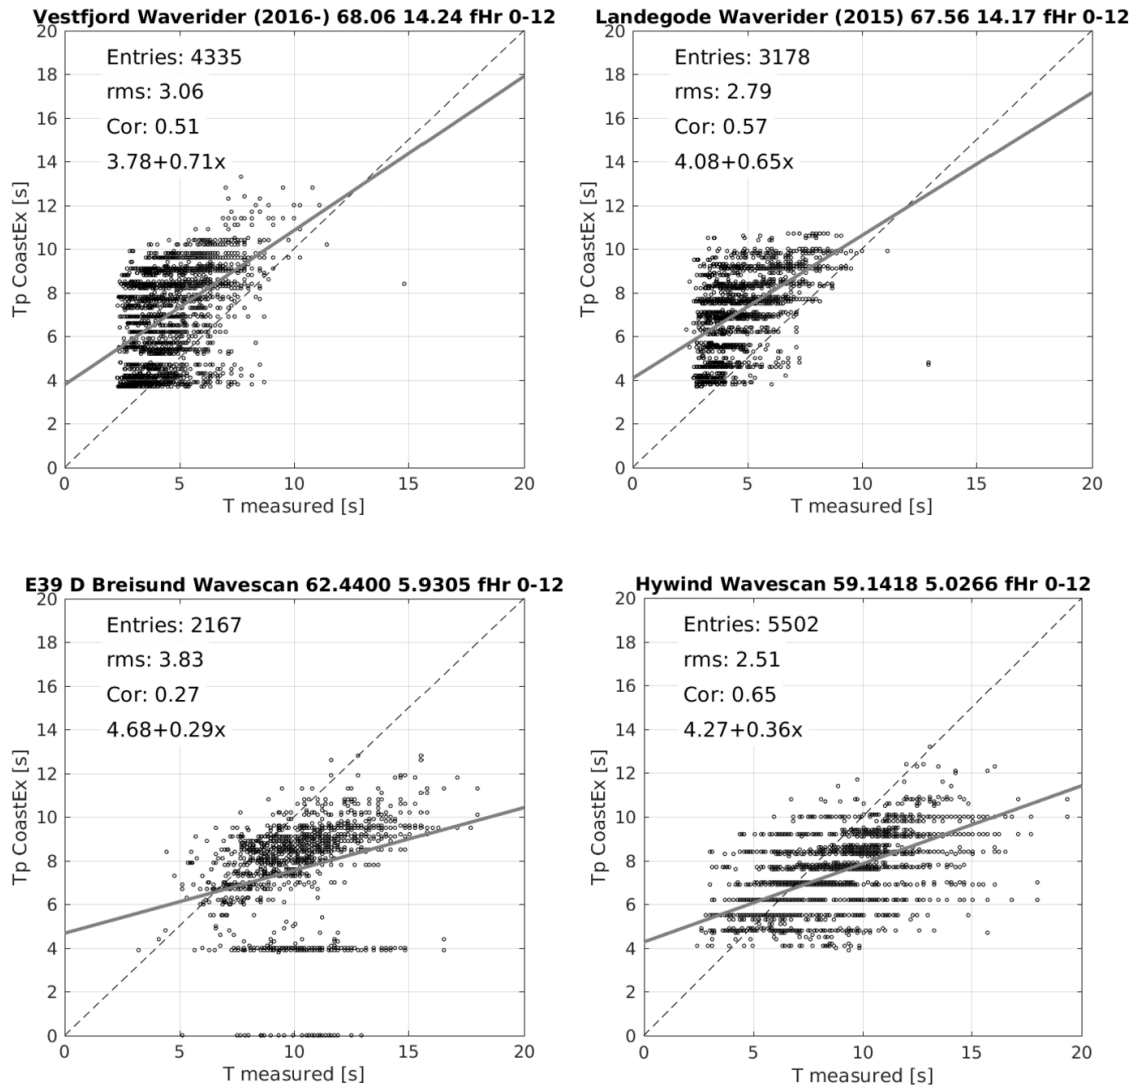 Vestfjord Waverider (2016-) 68.06 14.24 fHr 0-12
20
18
16
14
12
10
8
6
4
2
0
Entries: 4335
rms: 3.06
Cor: 0.51
3.78+0.71x
Tp CoastEx [s]
0 5 10 15 20
T measured [s]
Landegode Waverider (2015) 67.56 14.17 fHr 0-12
20
18
16
14
12
10
8
6
4
2
0
Entries: 3178
rms: 2.79
Cor: 0.57
4.08+0.65x
Tp CoastEx [s]
0 5 10 15 20
T measured [s]
E39 D Breisund Wavescan 62.4400 5.9305 fHr 0-12
20
18
16
14
12
10
8
6
4
2
0
Entries: 2167
rms: 3.83
Cor: 0.27
4.68+0.29x
Tp CoastEx [s]
0 5 10 15 20
T measured [s]
Hywind Wavescan 59.1418 5.0266 fHr 0-12
20
18
16
14
12
10
8
6
4
2
0
Entries: 5502
rms: 2.51
Cor: 0.65
4.27+0.36x
Tp CoastEx [s]
0 5 10 15 20
T measured [s]